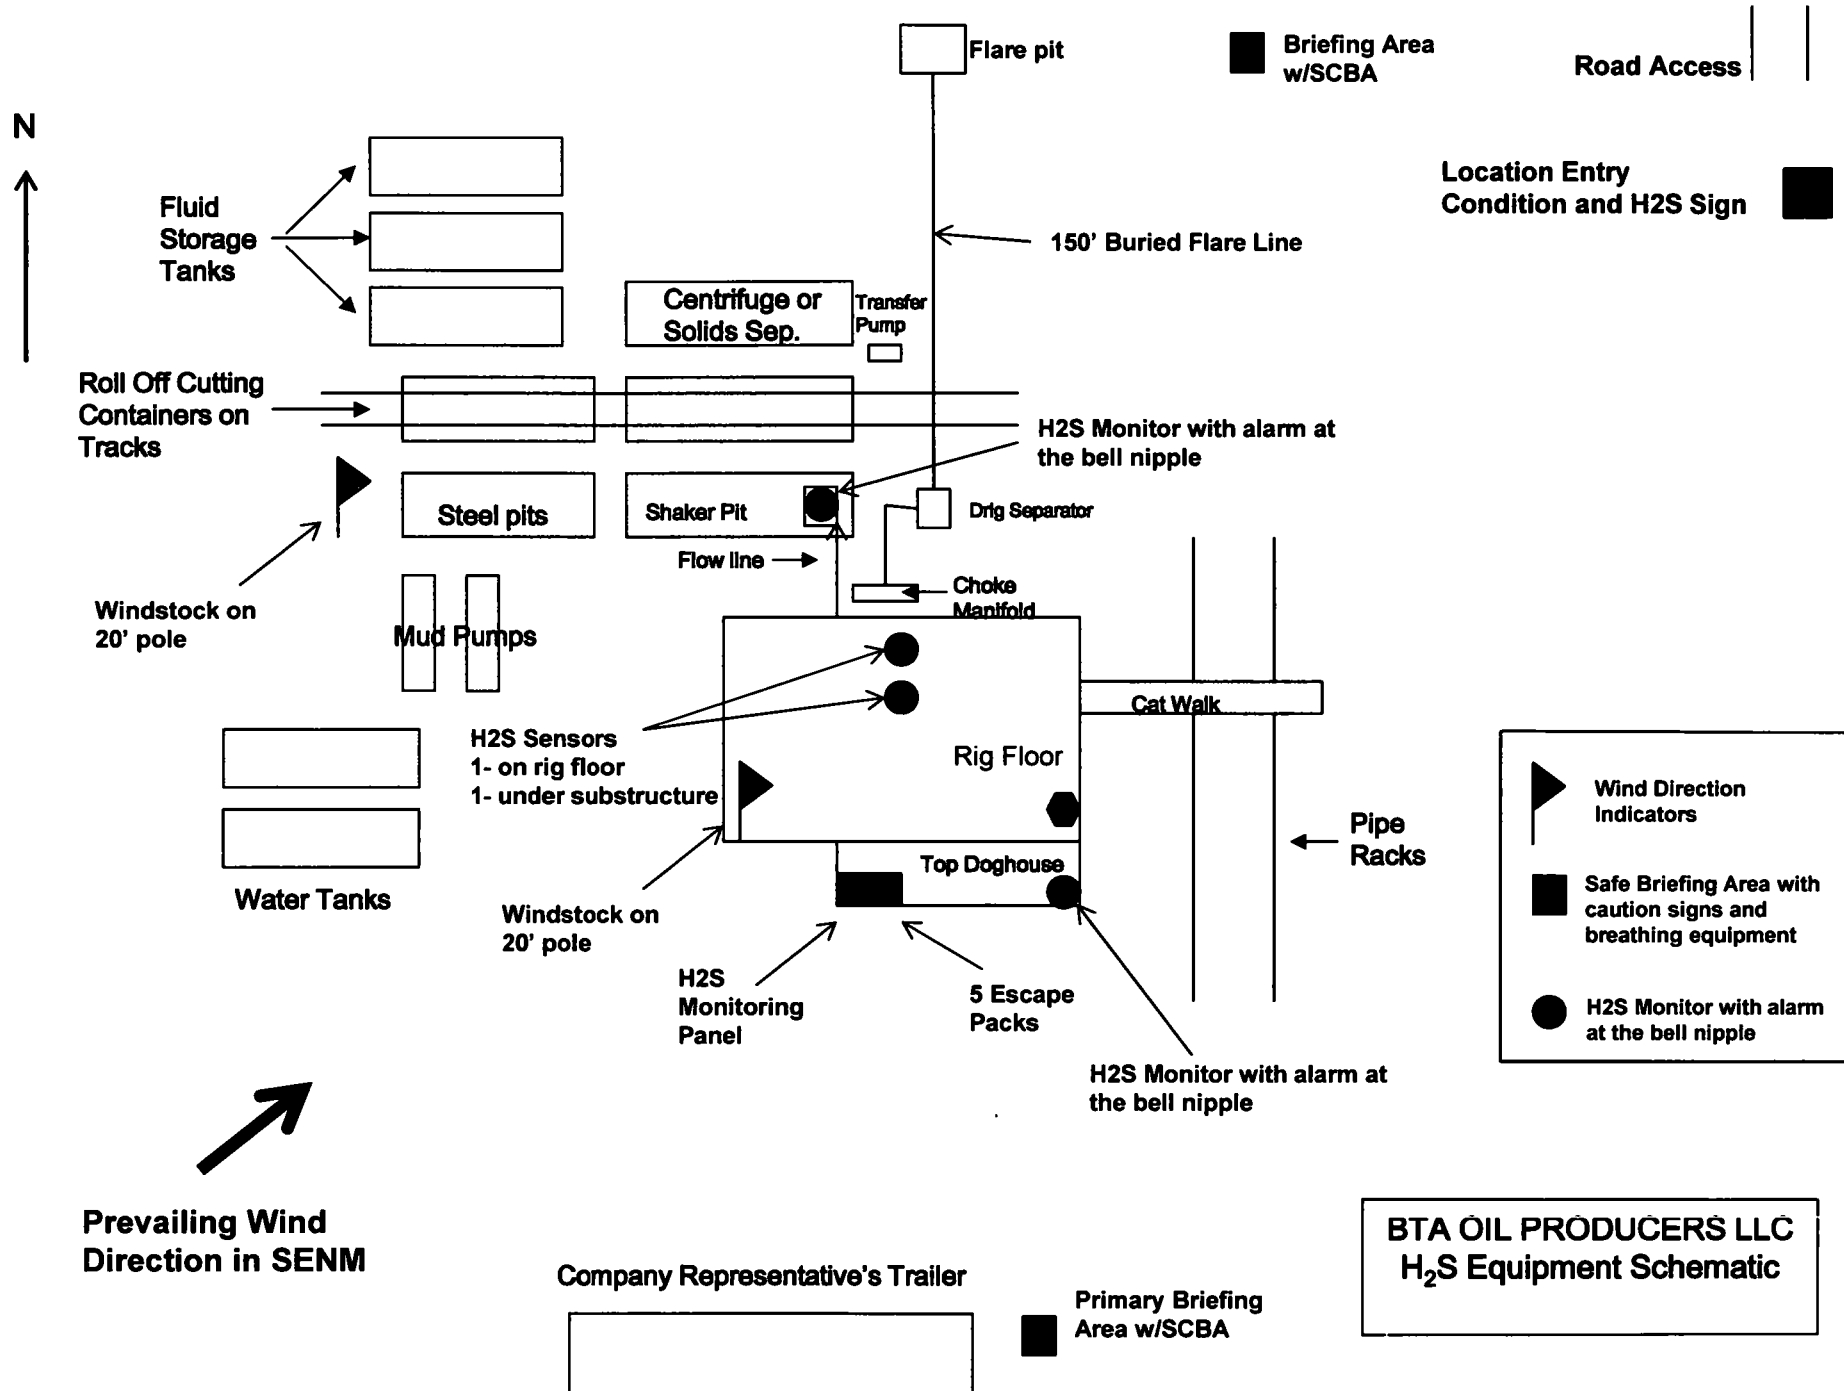 Flare pit
Briefing Area
w/SCBA
Road Access
N
Location Entry
Condition and H2S Sign
Fluid
Storage
Tanks
150' Buried Flare Line
Centrifuge or
Solids Sep.
Transfer
Pump
Roll Off Cutting
Containers on
Tracks
H2S Monitor with alarm at
the bell nipple
Steel pits
Shaker Pit
Drlg Separator
Flow line
Choke
Manifold
Windstock on
20' pole
Mud Pumps
Cat Walk
H2S Sensors
1- on rig floor
1- under substructure
Rig Floor
Wind Direction
Indicators
Pipe
Racks
Top Doghouse
Safe Briefing Area with
caution signs and
breathing equipment
Water Tanks
Windstock on
20' pole
H2S
Monitoring
Panel
5 Escape
Packs
H2S Monitor with alarm
at the bell nipple
H2S Monitor with alarm at
the bell nipple
Prevailing Wind
Direction in SENM
BTA OIL PRODUCERS LLC
H₂S Equipment Schematic
Company Representative's Trailer
Primary Briefing
Area w/SCBA